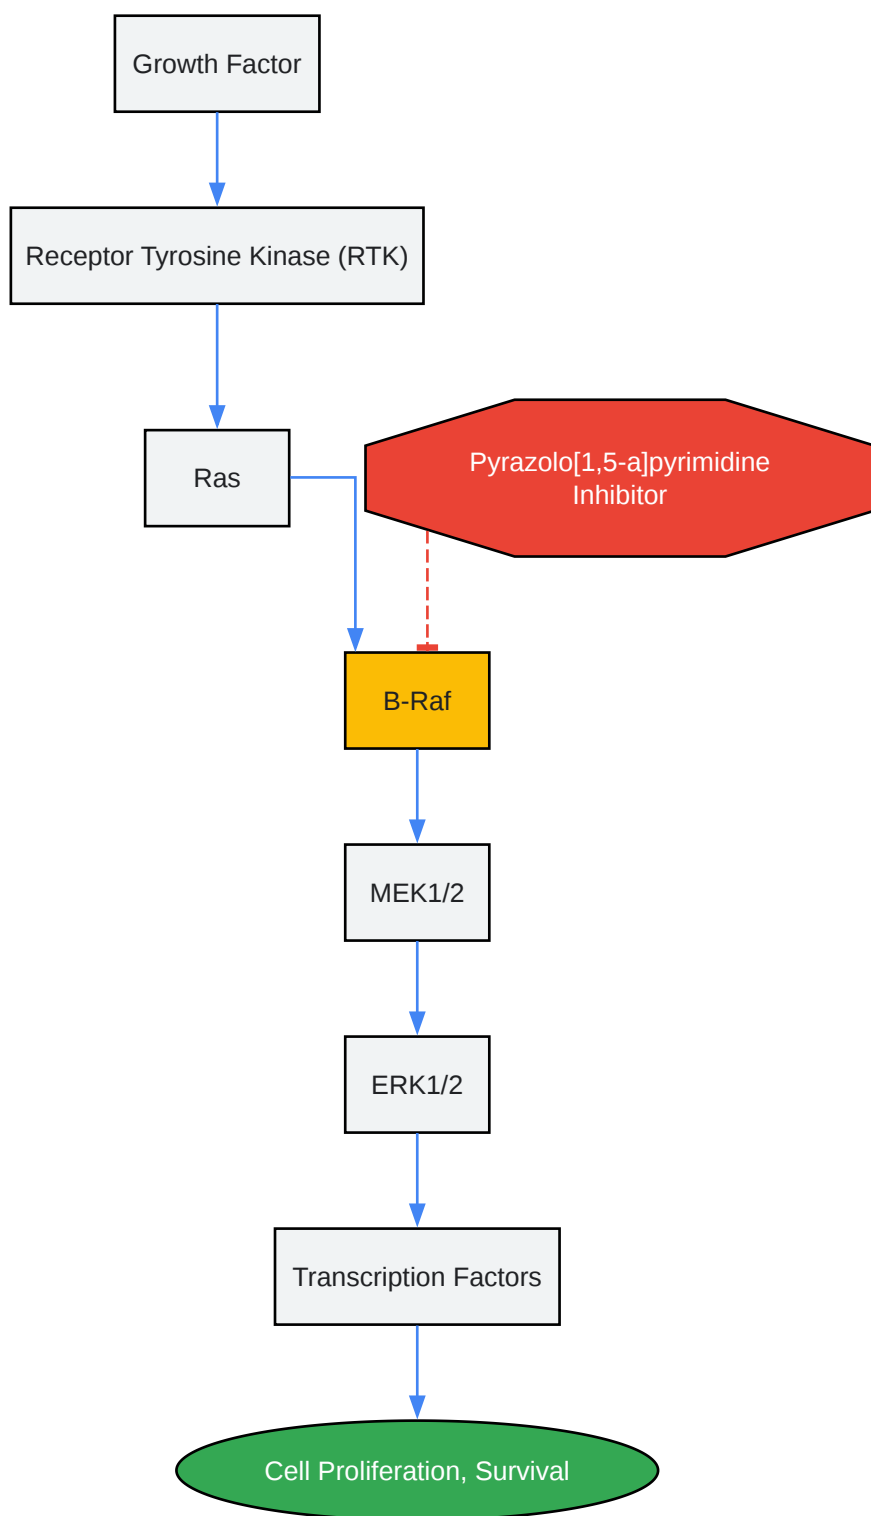 Growth Factor
Receptor Tyrosine Kinase (RTK)
Ras
Pyrazolo[1,5-a]pyrimidine
Inhibitor
B-Raf
MEK1/2
ERK1/2
Transcription Factors
Cell Proliferation, Survival